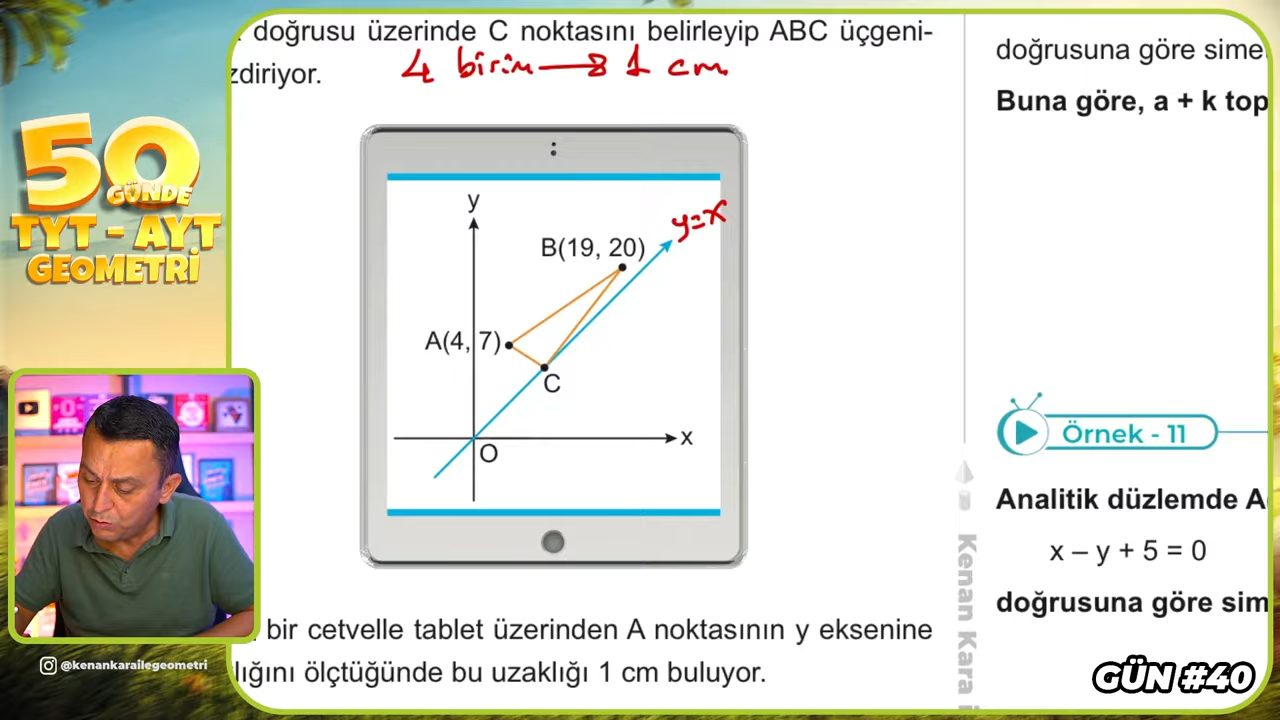 doğrusu üzerinde C noktasını belirleyip ABC üçgeni-
zdiriyor.
4 birim 1 cm
50
GÜNDE
TYT - AYT
GEOMETRİ
y
y=x
B(19, 20)
A(4, 7)
C
x
O
bir cetvelle tablet üzerinden A noktasının y eksenine
lığını ölçtüğünde bu uzaklığı 1 cm buluyor.
@kenankarailegeometri
doğrusuna göre sime
Buna göre, a + k top
Örnek - 11
Analitik düzlemde A
x – y + 5 = 0
doğrusuna göre sim
Kenan Kara i
GÜN #40